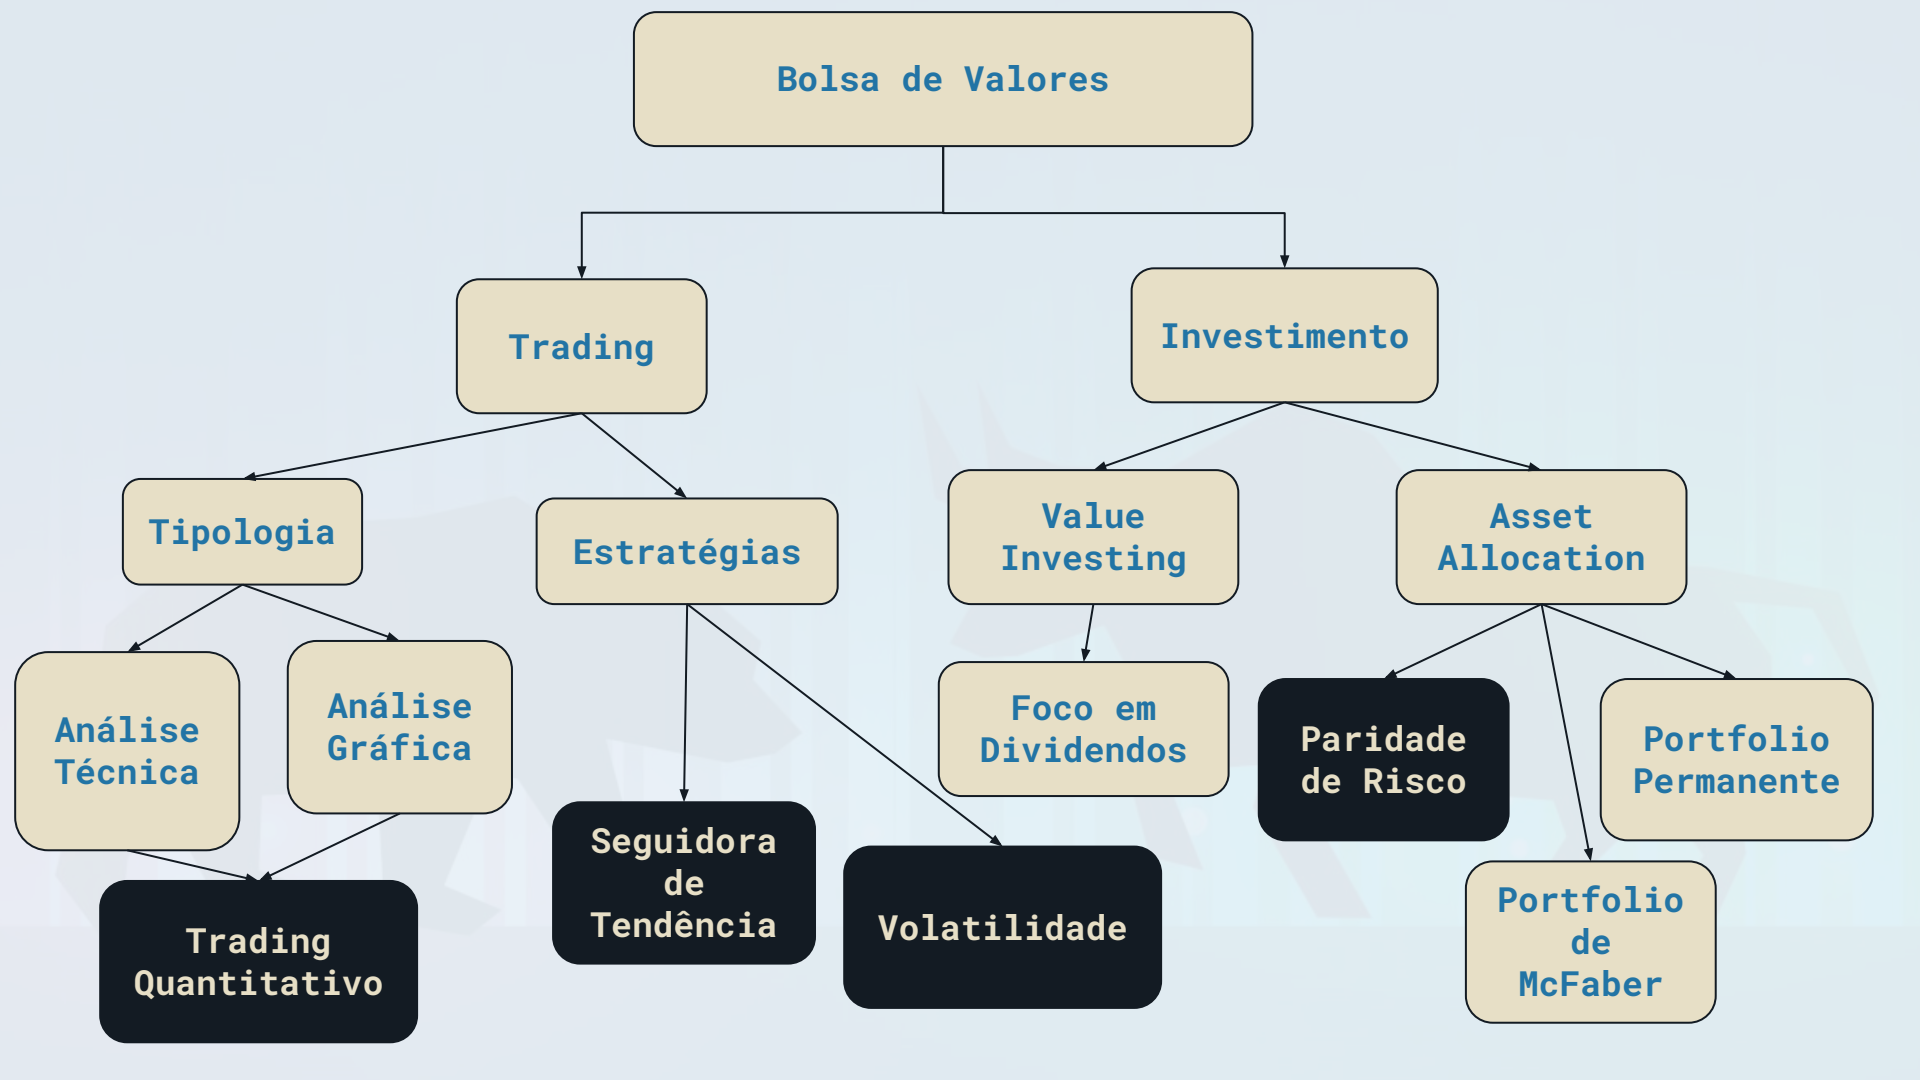 Bolsa de Valores
Trading
Investimento
Tipologia
Estratégias
Value
Investing
Asset
Allocation
Análise
Técnica
Análise
Gráfica
Foco em
Dividendos
Paridade
de Risco
Portfolio
Permanente
Trading
Quantitativo
Seguidora
de
Tendência
Volatilidade
Portfolio
de
McFaber